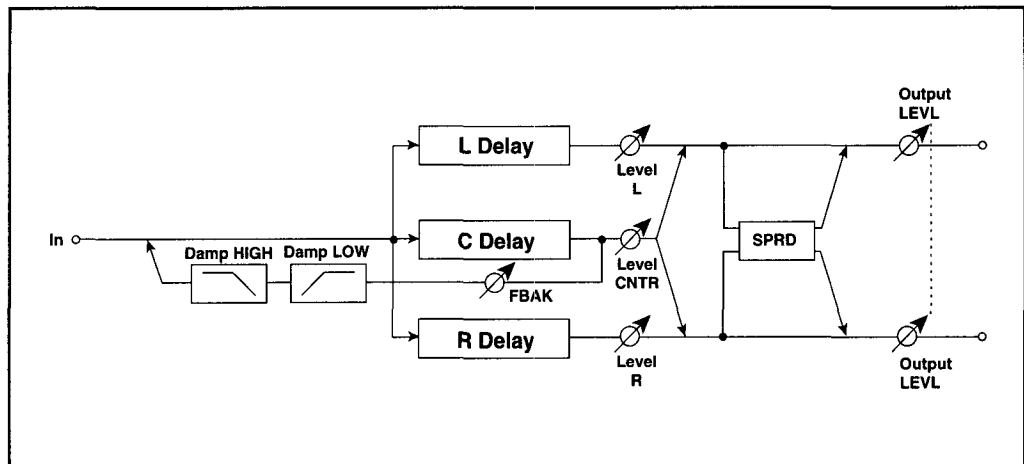 Output
LEVL
L Delay
Level
L
In
C Delay
SPRD
Damp HIGH
Damp LOW
Level
CNTR
FBAK
R Delay
Level
R
Output
LEVL